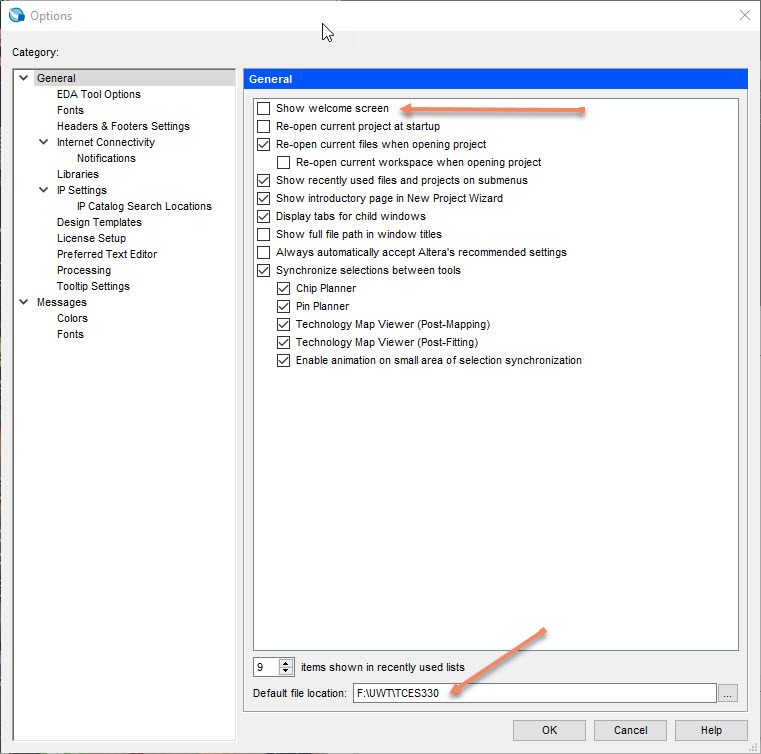 Options
Category:
General
EDA Tool Options
Fonts
Headers & Footers Settings
Internet Connectivity
Notifications
Libraries
IP Settings
IP Catalog Search Locations
Design Templates
License Setup
Preferred Text Editor
Processing
Tooltip Settings
Messages
Colors
Fonts
General
Show welcome screen
Re-open current project at startup
Re-open current files when opening project
Re-open current workspace when opening project
Show recently used files and projects on submenus
Show introductory page in New Project Wizard
Display tabs for child windows
Show full file path in window titles
Always automatically accept Altera's recommended settings
Synchronize selections between tools
Chip Planner
Pin Planner
Technology Map Viewer (Post-Mapping)
Technology Map Viewer (Post-Fitting)
Enable animation on small area of selection synchronization
9 items shown in recently used lists
Default file location: F:\UWT\TCES330 ...
OK Cancel Help